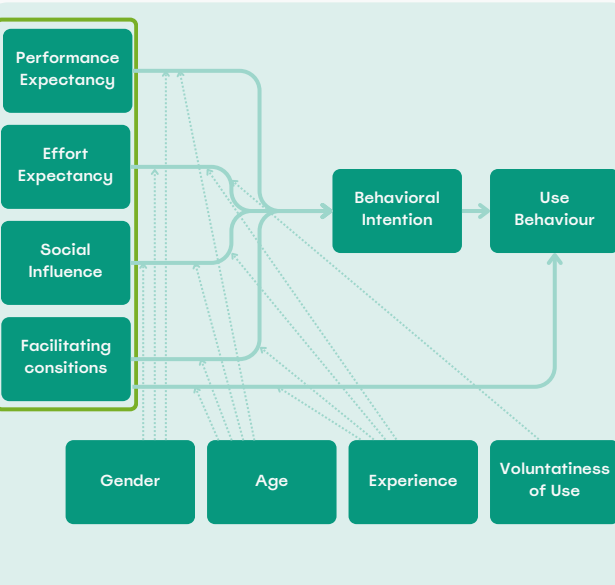 Performance
Expectancy
Effort
Expectancy
Social
Influence
Facilitating
consitions
Behavioral
Intention
Use
Behaviour
Gender
Age
Experience
Voluntatiness
of Use